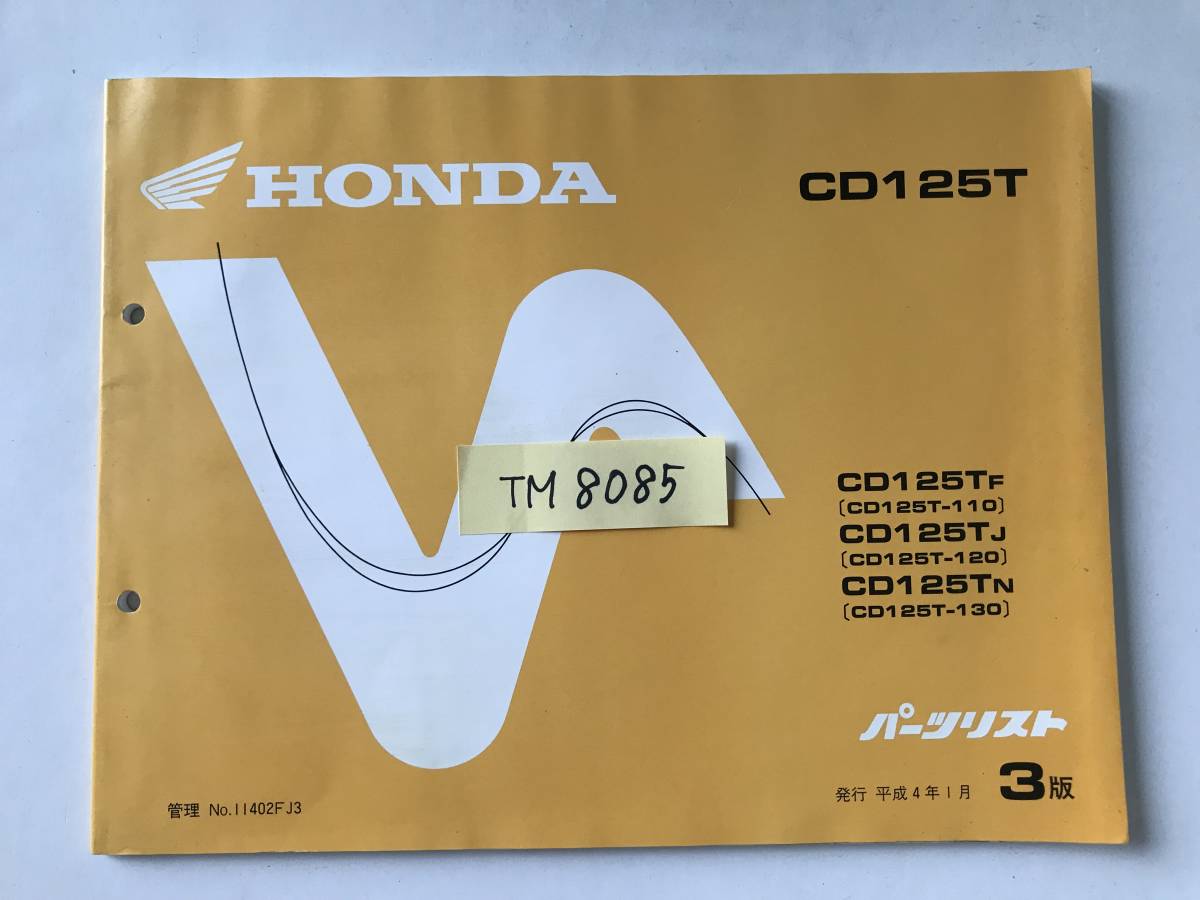 HONDA
CD125T
TM 8085
CD125TF
〔CD125T-110〕
CD125TJ
〔CD125T-120〕
CD125TN
〔CD125T-130〕
パーツリスト
管理 No.11402FJ3
発行 平成4年1月 3版